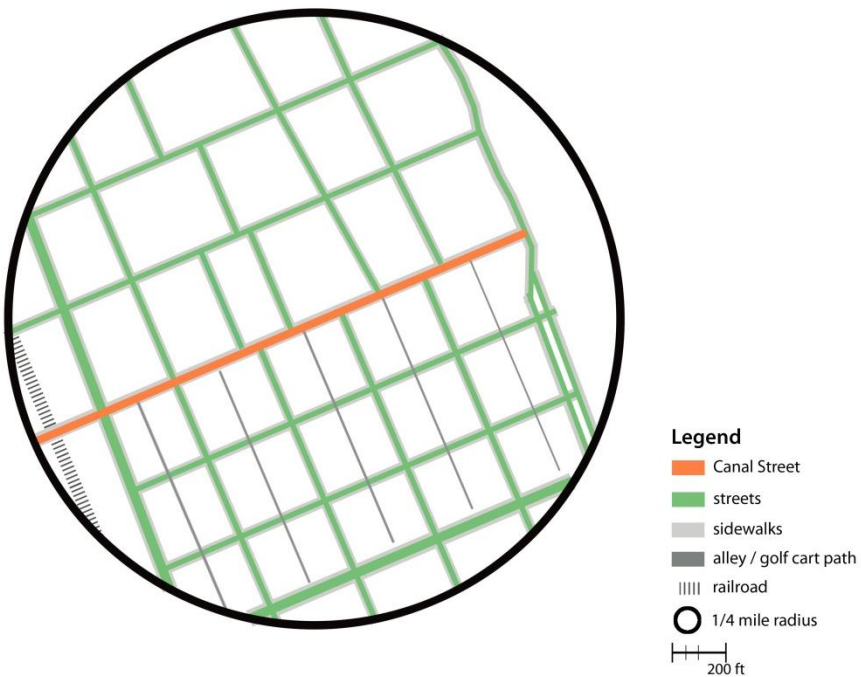 Legend
Canal Street
streets
sidewalks
alley / golf cart path
railroad
1/4 mile radius
200 ft